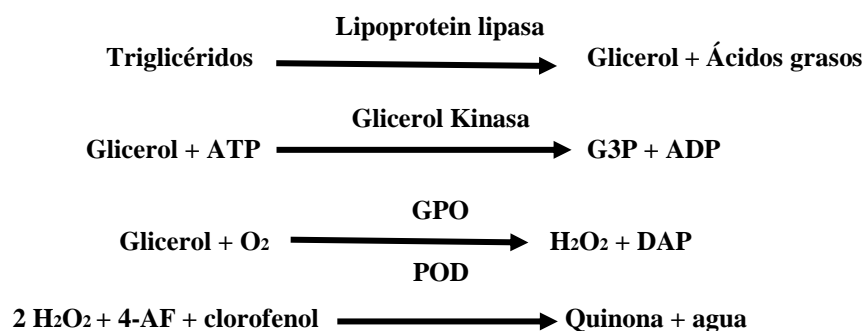 Lipoprotein lipasa
Triglicéridos Glicerol + Ácidos grasos
Glicerol Kinasa
Glicerol + ATP G3P + ADP
GPO
Glicerol + O₂ H₂O₂ + DAP
POD
2 H₂O₂ + 4-AF + clorofenol Quinona + agua